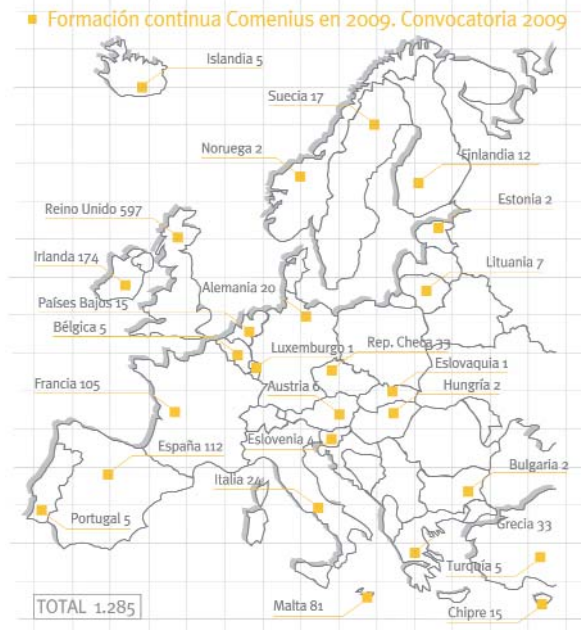 Formación continua Comenius en 2009. Convocatoria 2009
Islandia 5
Suecia 17
Noruega 2
Finlandia 12
Estonia 2
Reino Unido 597
Irlanda 174
Lituania 7
Alemania 20
Países Bajos 15
Bélgica 5
Luxemburgo 1
Rep. Checa 33
Eslovaquia 1
Francia 105
Austria 6
Hungría 2
España 112
Eslovenia 4
Italia 24
Bulgaria 2
Portugal 5
Grecia 33
Turquía 5
TOTAL 1.285
Malta 81
Chipre 15